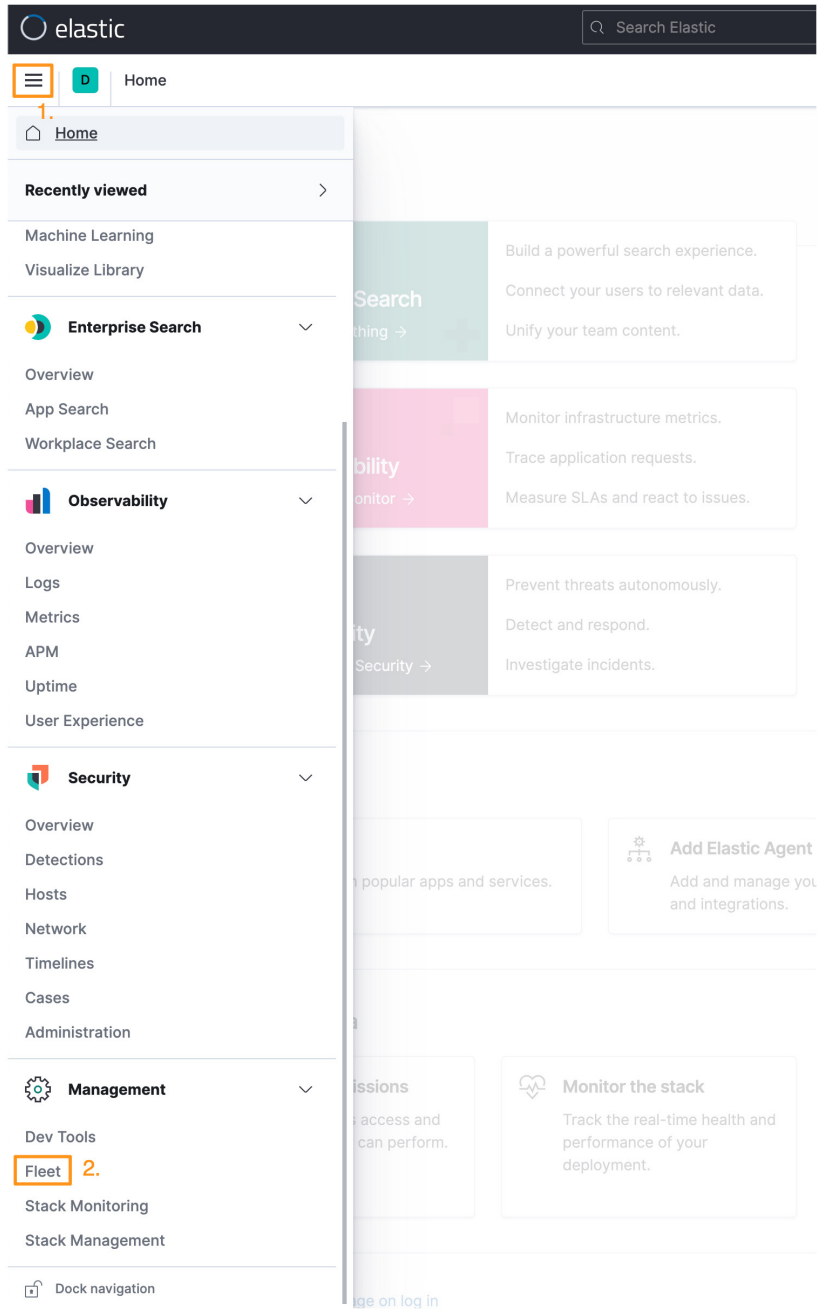 elastic
Search Elastic
D
Home
1.
Home
Recently viewed
Machine Learning
Visualize Library
Enterprise Search
Overview
App Search
Workplace Search
Observability
Overview
Logs
Metrics
APM
Uptime
User Experience
Security
Overview
Detections
Hosts
Network
Timelines
Cases
Administration
Management
Dev Tools
Fleet
2.
Stack Monitoring
Stack Management
Dock navigation
Search
thing →
Build a powerful search experience.
Connect your users to relevant data.
Unify your team content.
bility
onitor →
Monitor infrastructure metrics.
Trace application requests.
Measure SLAs and react to issues.
ity
Security →
Prevent threats autonomously.
Detect and respond.
Investigate incidents.
popular apps and services.
Add Elastic Agent
Add and manage you
and integrations.
a
issions
access and
can perform.
Monitor the stack
Track the real-time health and
performance of your
deployment.
age on log in